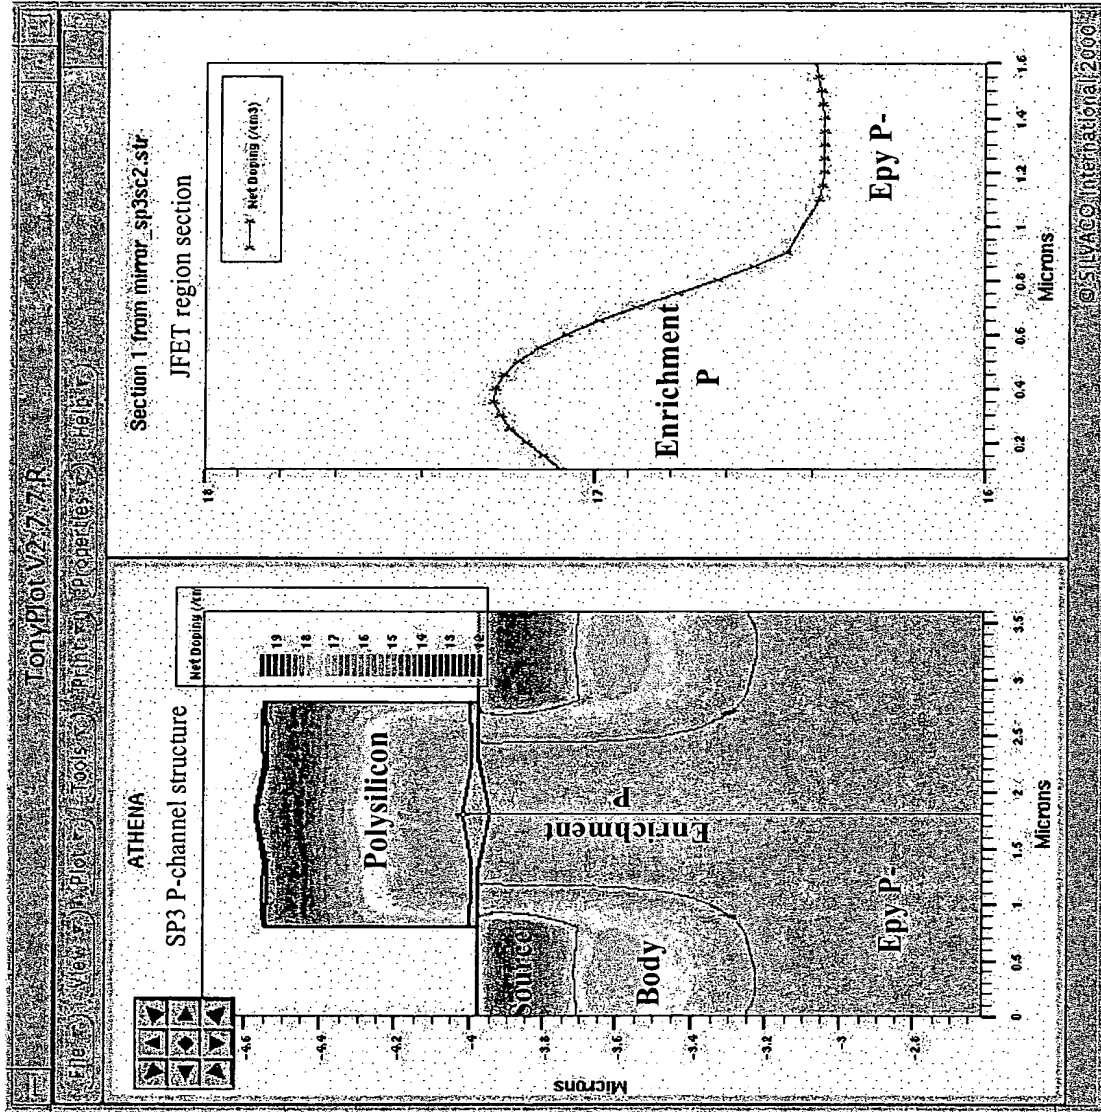 TonyPlot V2.7.7.R
File View Plot Tools Print Properties Help
ATHENA
SP3 P-channel structure
Net Doping (/cm
19
18
17
16
15
14
13
12
Polysilicon
Source
Body
Enrichment
P
Epy P-
-4.6
-4.4
-4.2
-4
-3.8
-3.6
-3.4
-3.2
-3
-2.8
Microns
0 0.5 1 1.5 2 2.5 3 3.5
Microns
Section 1 from mirror_sp3sc2.str
JFET region section
Net Doping (/cm3)
18
17
16
Enrichment
P
Epy P-
0.2 0.4 0.6 0.8 1 1.2 1.4 1.6
Microns
© SILVACO International 2000